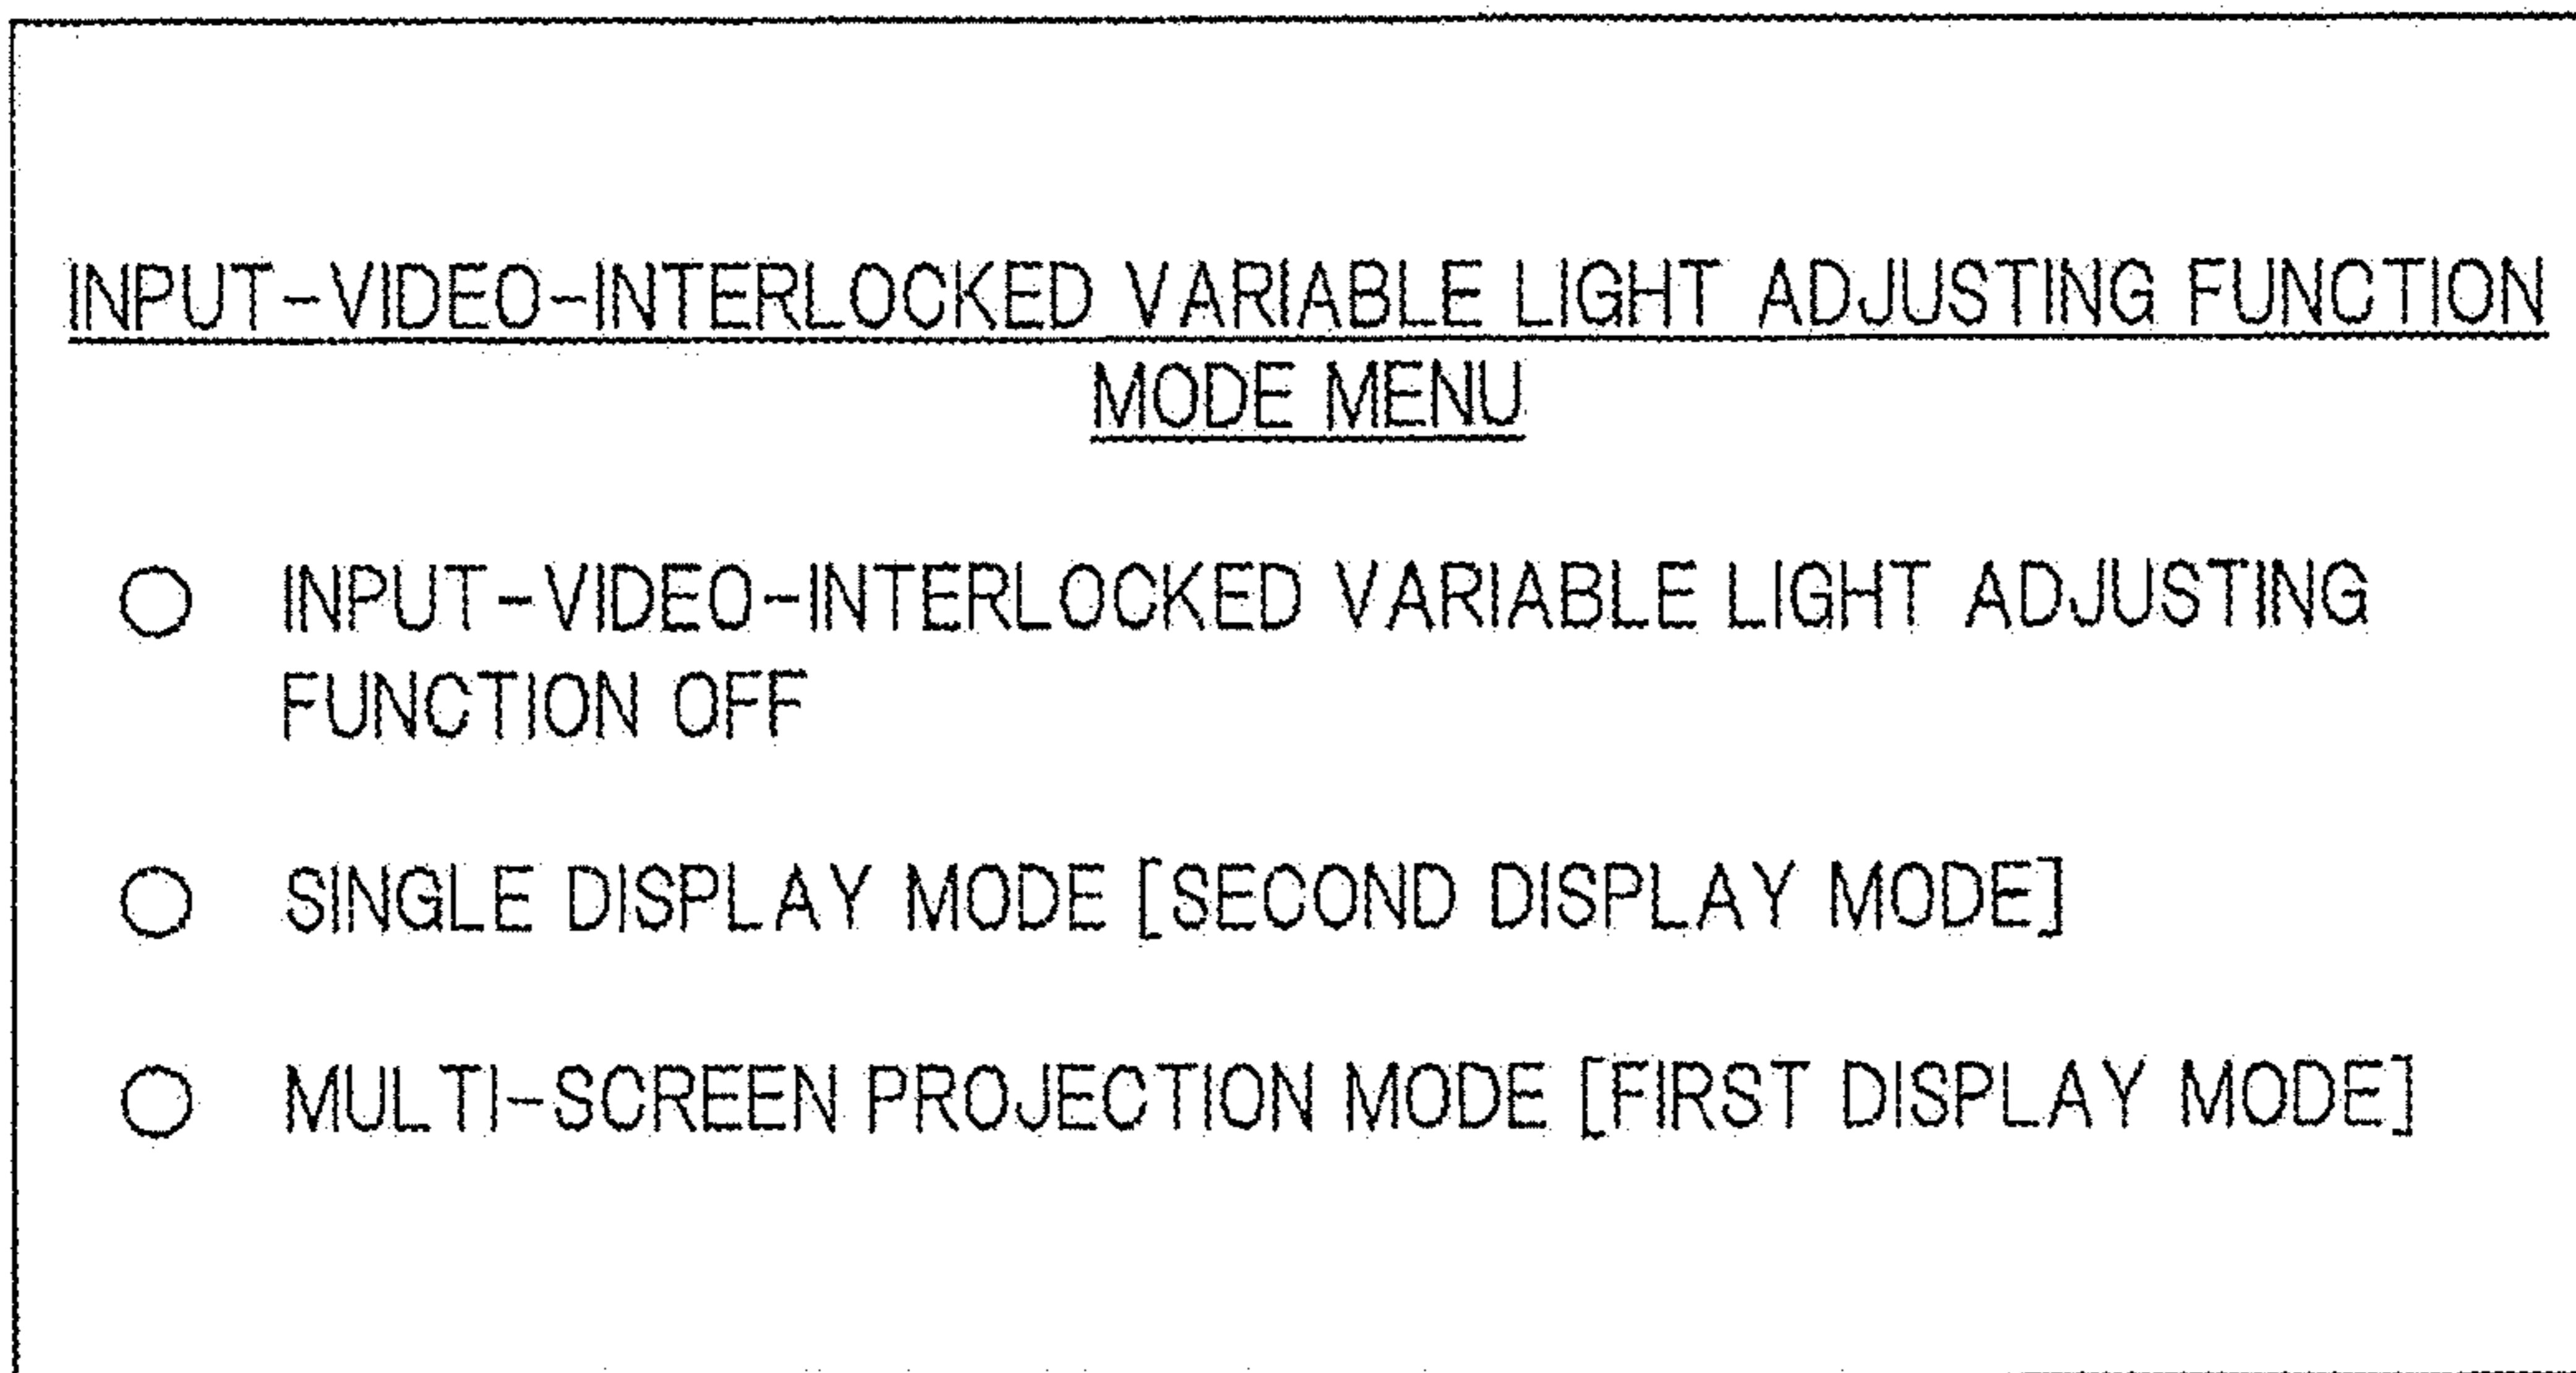 INPUT-VIDEO-INTERLOCKED VARIABLE LIGHT ADJUSTING FUNCTION
MODE MENU
INPUT-VIDEO-INTERLOCKED VARIABLE LIGHT ADJUSTING
FUNCTION OFF
SINGLE DISPLAY MODE [SECOND DISPLAY MODE]
MULTI-SCREEN PROJECTION MODE [FIRST DISPLAY MODE]